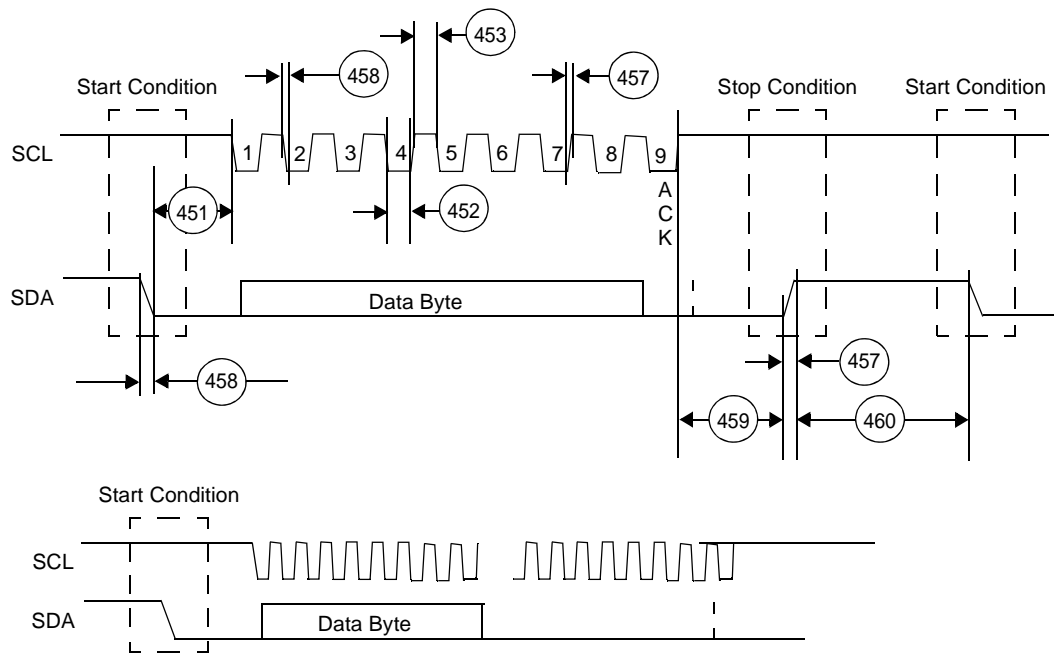 453
458
457
Start Condition
Stop Condition
Start Condition
SCL
1 2 3 4 5 6 7 8 9
A
C
K
451
452
SDA
Data Byte
458
457
459
460
Start Condition
SCL
SDA
Data Byte